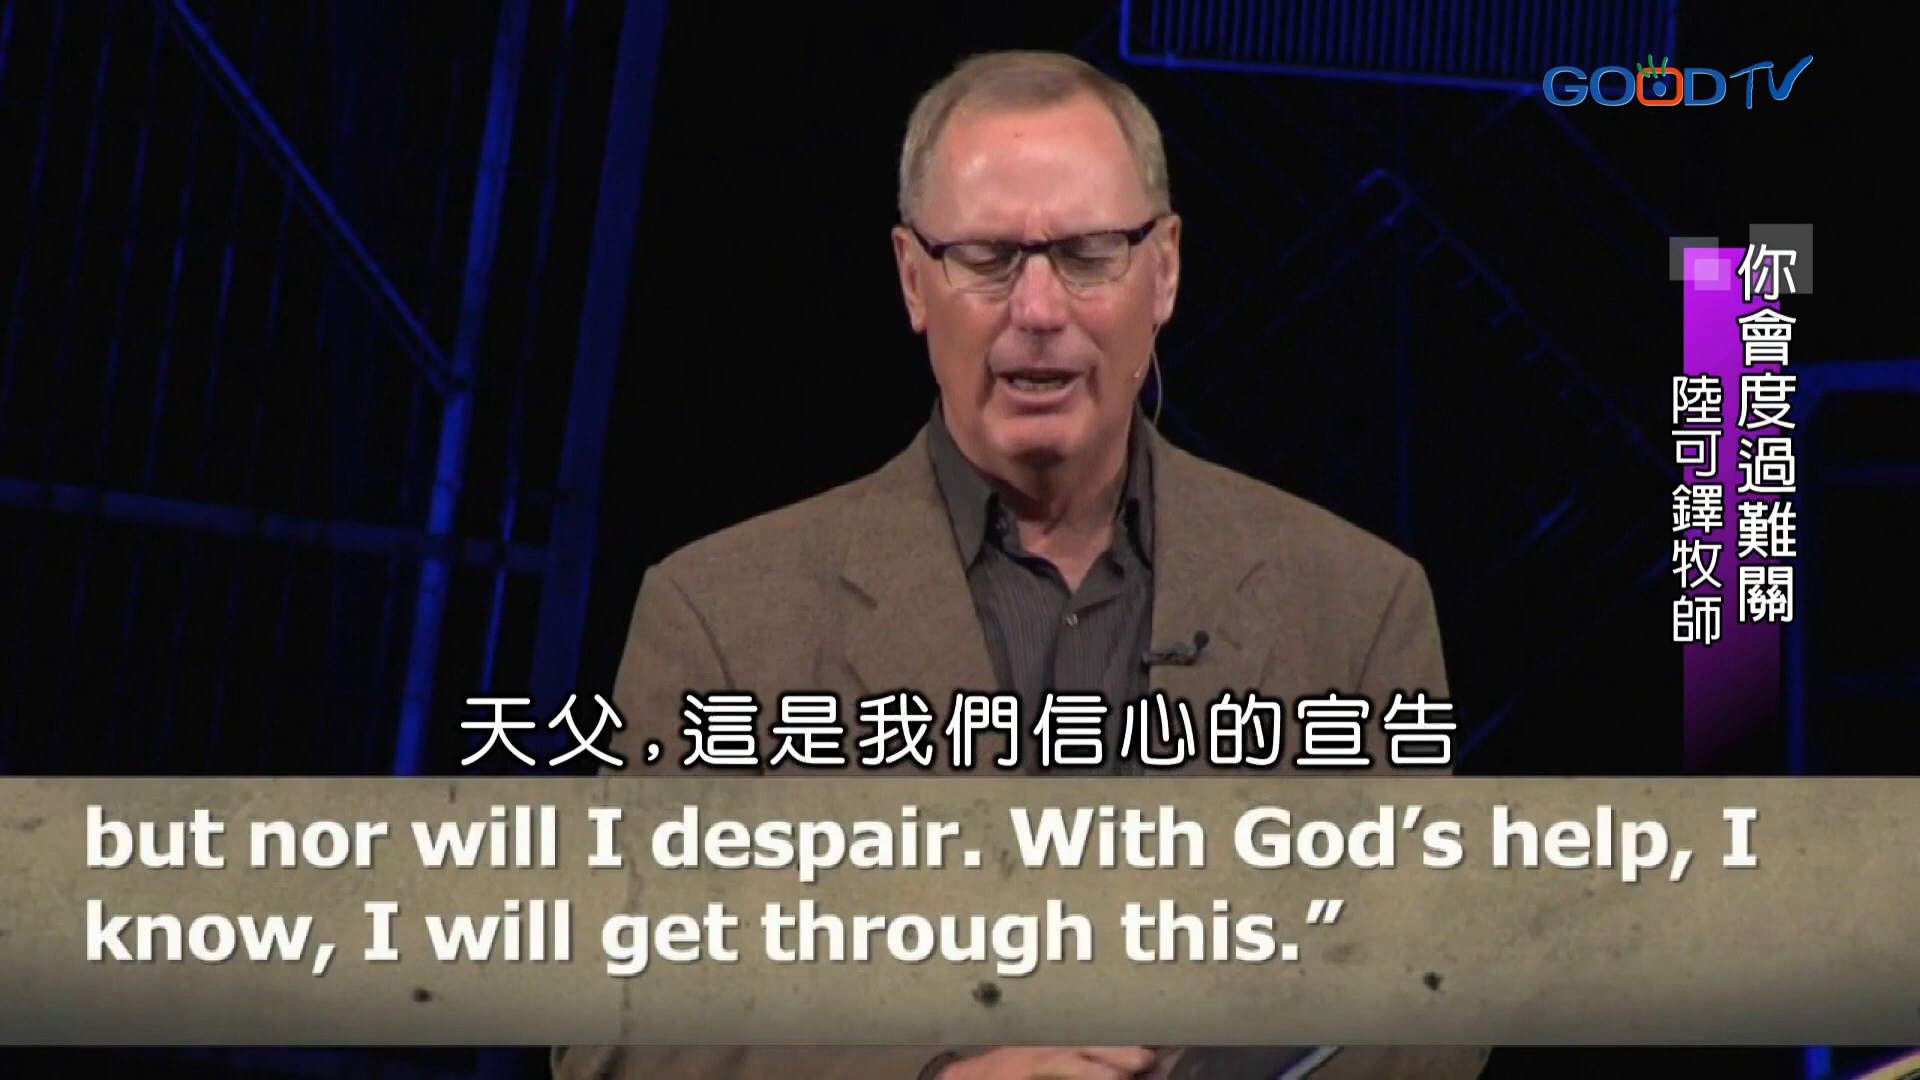 GOODTV
你會度過難關
陸可鐸牧師
天父,這是我們信心的宣告
but nor will I despair. With God’s help, I
know, I will get through this.”